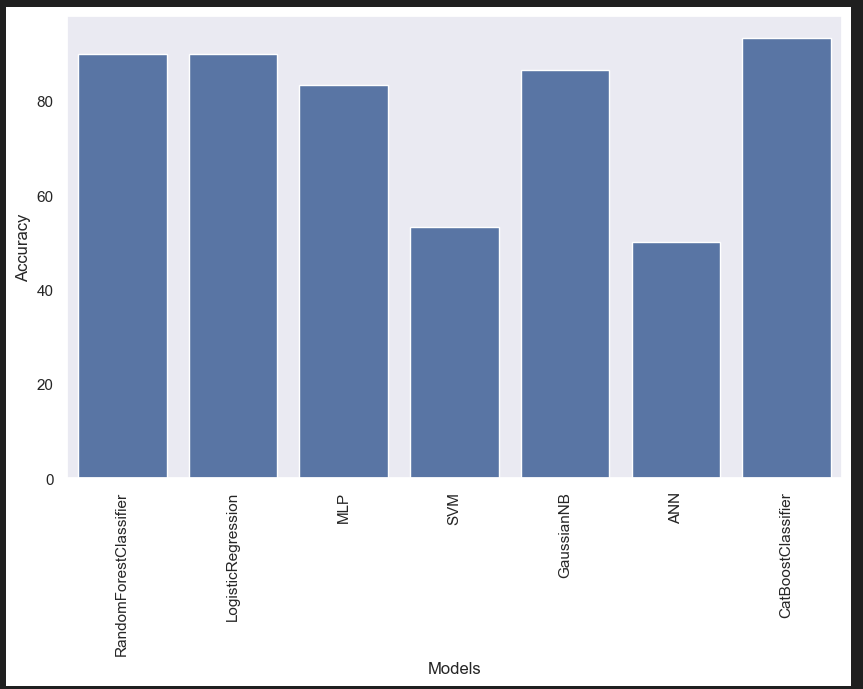 Accuracy
80
60
40
20
0
RandomForestClassifier
LogisticRegression
MLP
SVM
GaussianNB
ANN
CatBoostClassifier
Models